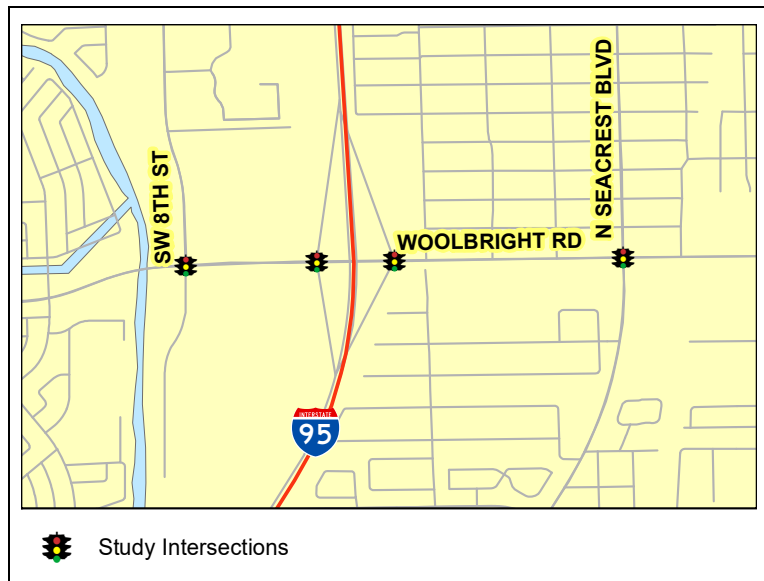 N SEACREST BLVD
SW 8TH ST
WOOLBRIGHT RD
INTERSTATE
95
Study Intersections